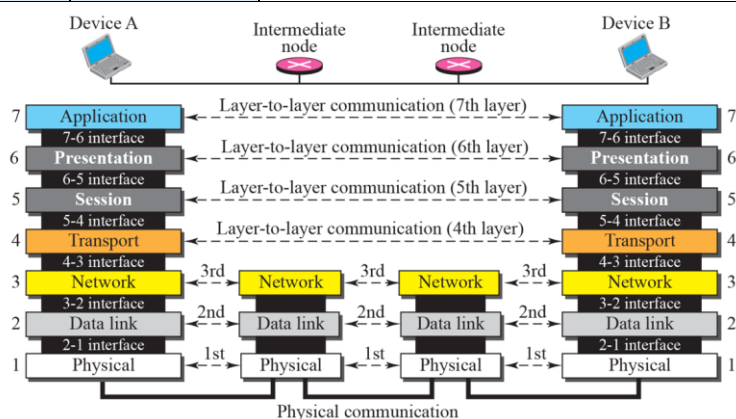 Device A Intermediate node Intermediate node Device B
7 Application Layer-to-layer communication (7th layer) Application 7
7-6 interface 7-6 interface
6 Presentation Layer-to-layer communication (6th layer) Presentation 6
6-5 interface 6-5 interface
5 Session Layer-to-layer communication (5th layer) Session 5
5-4 interface 5-4 interface
4 Transport Layer-to-layer communication (4th layer) Transport 4
4-3 interface 4-3 interface
3 Network 3rd Network 3rd Network 3rd Network 3
3-2 interface 3-2 interface
2 Data link 2nd Data link 2nd Data link 2nd Data link 2
2-1 interface 2-1 interface
1 Physical 1st Physical 1st Physical 1st Physical 1
Physical communication